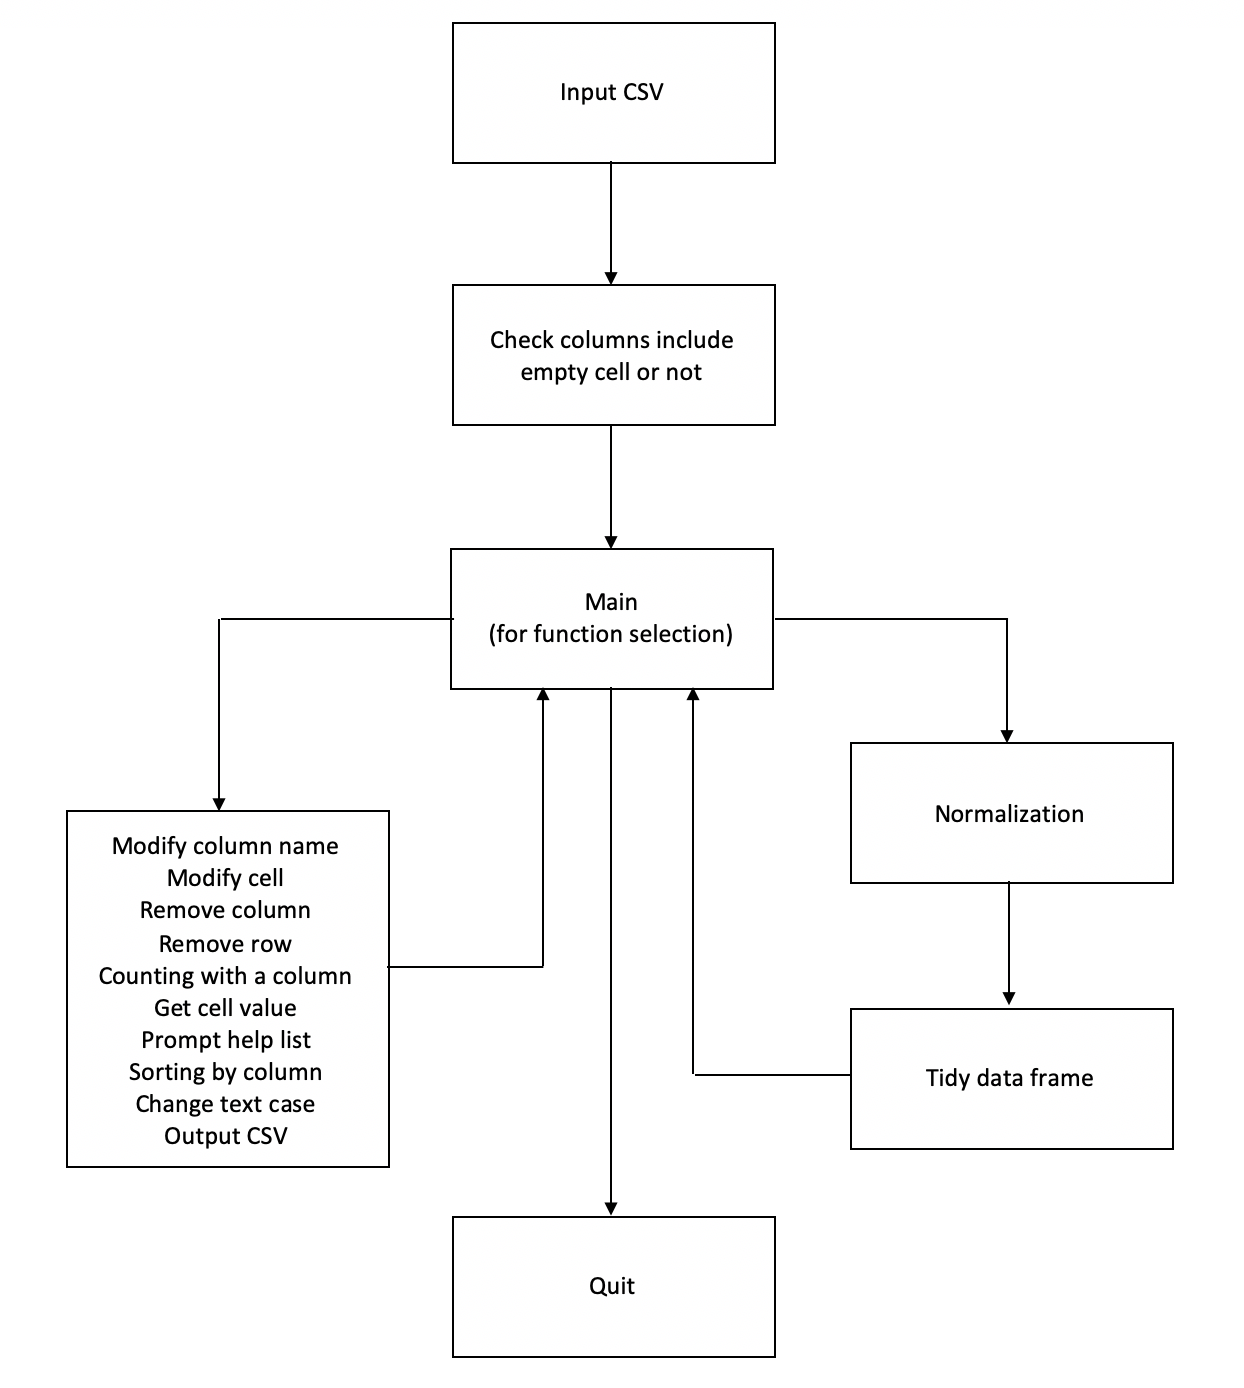 Input CSV
Check columns include
empty cell or not
Main
(for function selection)
Normalization
Modify column name
Modify cell
Remove column
Remove row
Counting with a column
Get cell value
Prompt help list
Sorting by column
Change text case
Output CSV
Tidy data frame
Quit